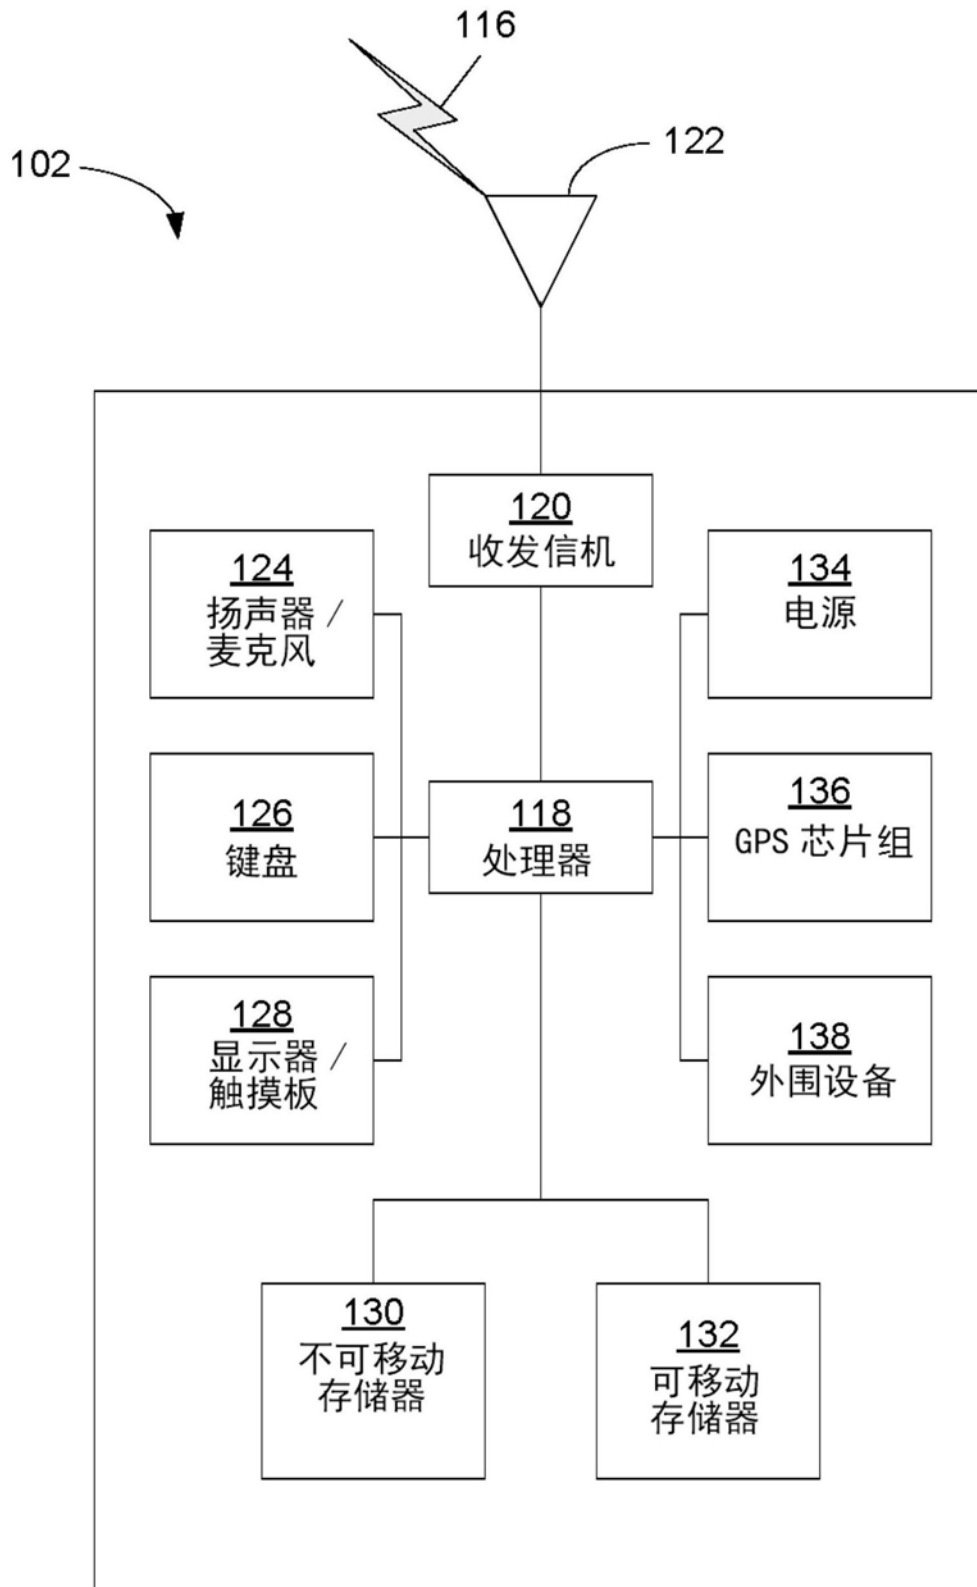 116
122
102
120
收发信机
124
扬声器 /
麦克风
134
电源
126
键盘
118
处理器
136
GPS 芯片组
128
显示器 /
触摸板
138
外围设备
130
不可移动
存储器
132
可移动
存储器